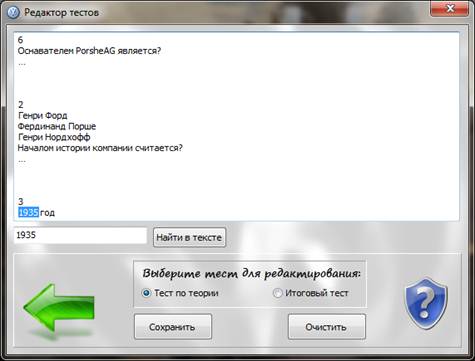 Редактор тестов
6
Оснавателем PorsheAG является?
...
2
Генри Форд
Фердинанд Порше
Генри Нордхофф
Началом истории компании считается?
...
3
1935 год
1935
Найти в тексте
Выберите тест для редактирования:
Тест по теории
Итоговый тест
Сохранить
Очистить